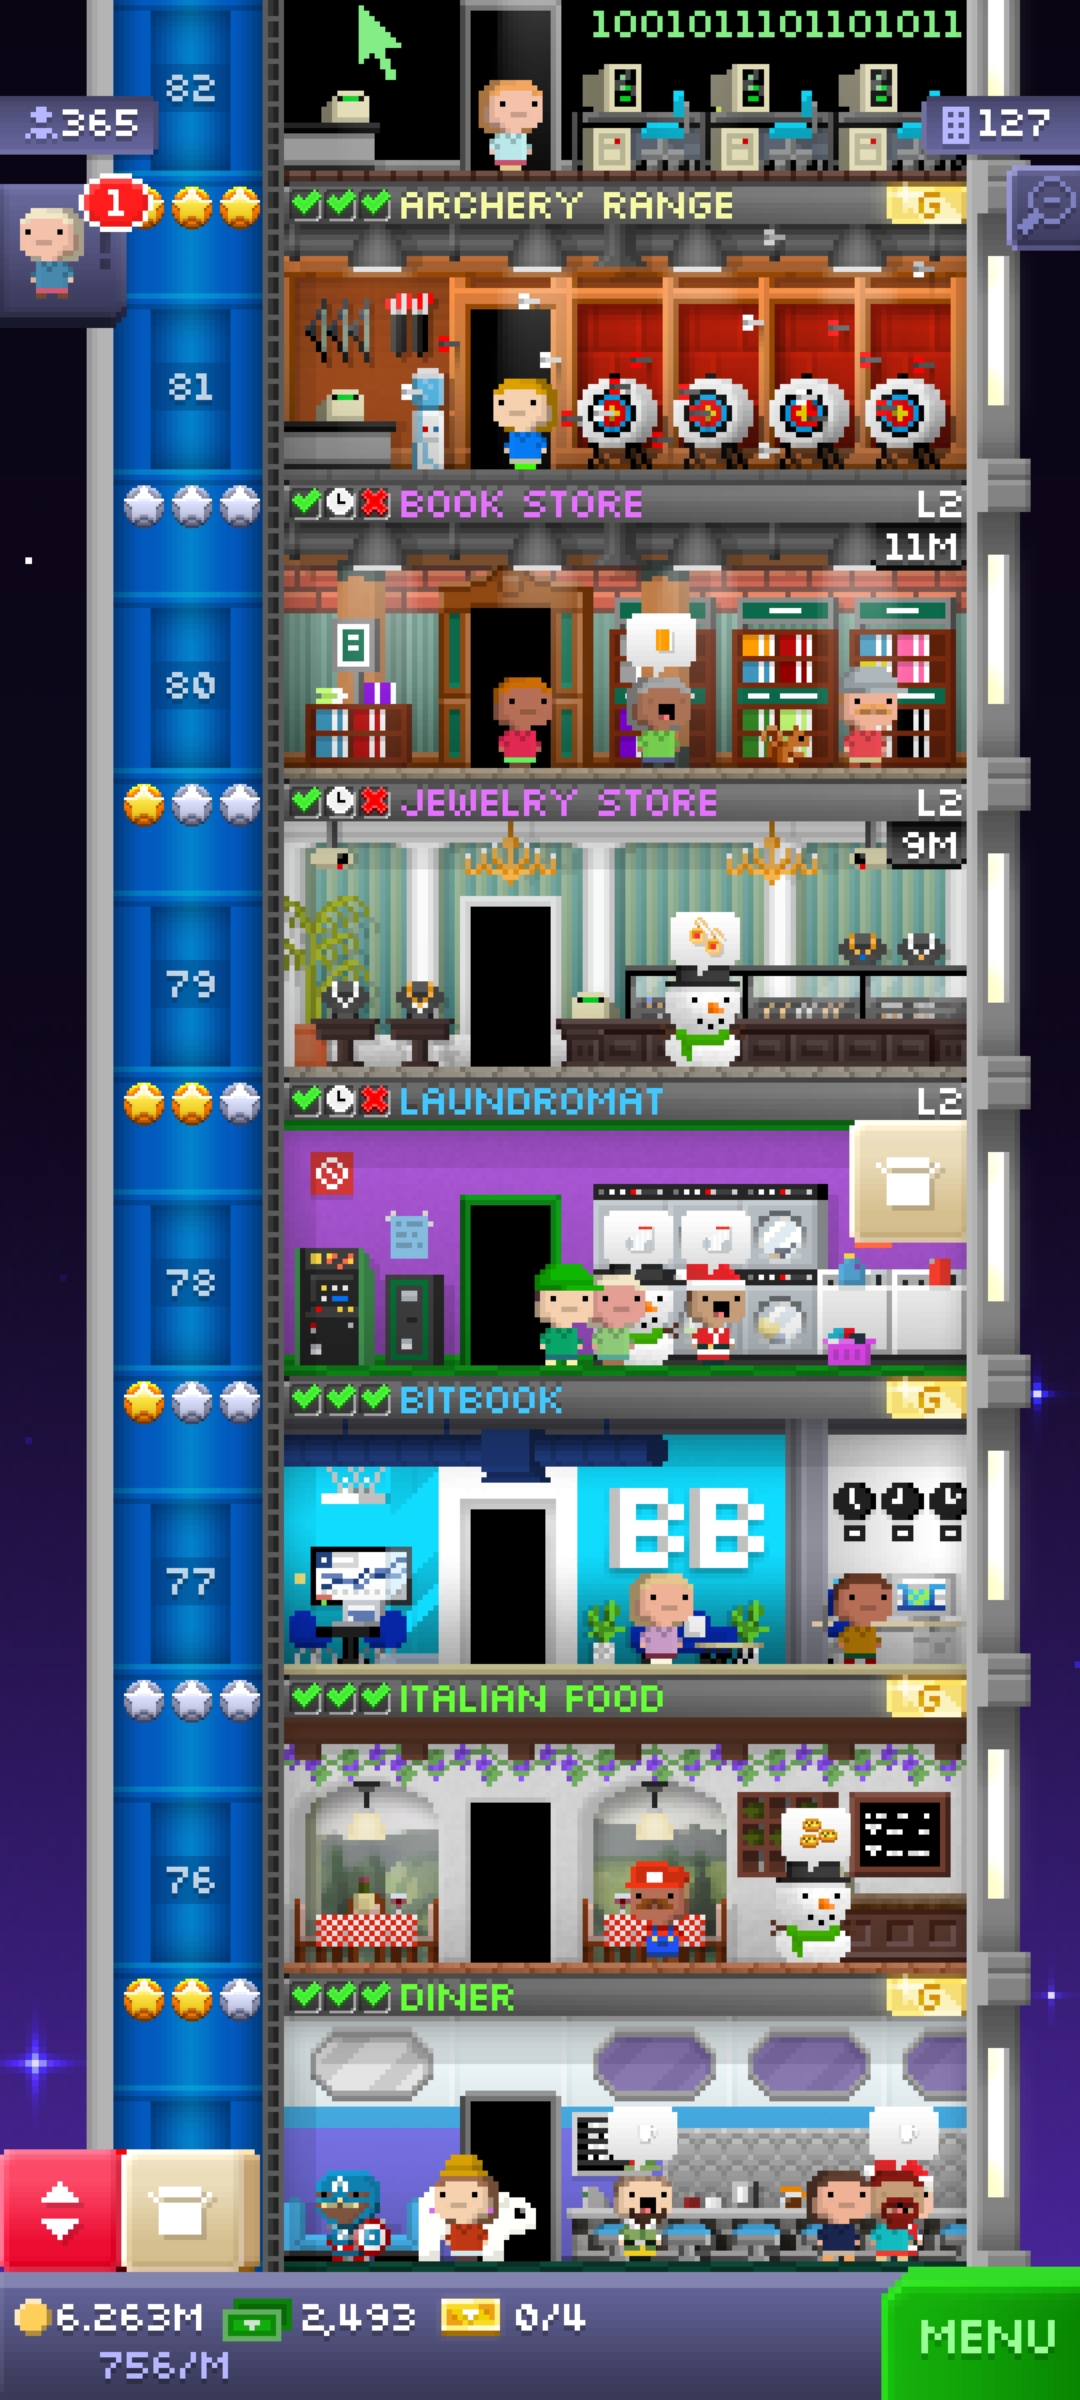 1001011101101011
82
365
127
1
ARCHERY RANGE G
81
BOOK STORE L2
11M
80
JEWELRY STORE L2
9M
79
LAUNDROMAT L2
78
BITBOOK G
BB
77
ITALIAN FOOD G
76
DINER G
A
6.263M 2,493 0/4
756/M
MENU